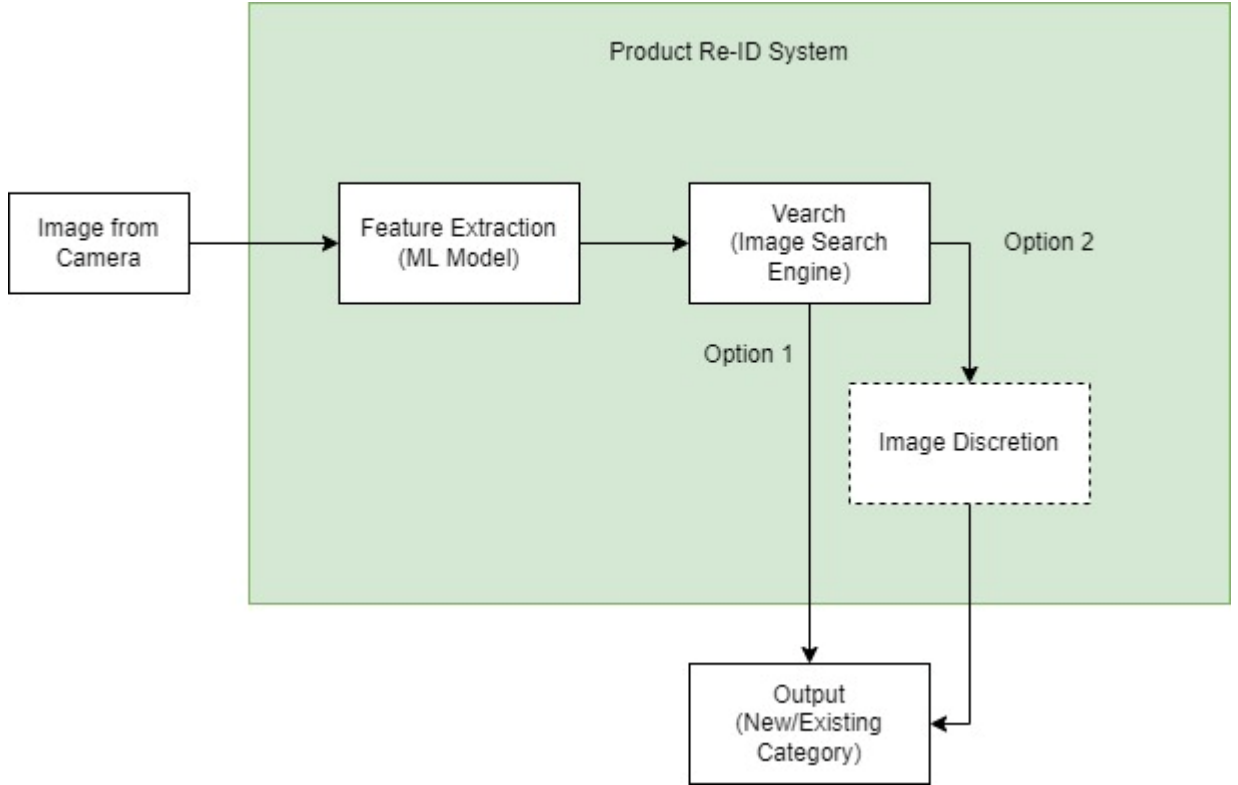 Product Re-ID System
Image from
Camera
Feature Extraction
(ML Model)
Vearch
(Image Search
Engine)
Option 2
Option 1
Image Discretion
Output
(New/Existing
Category)